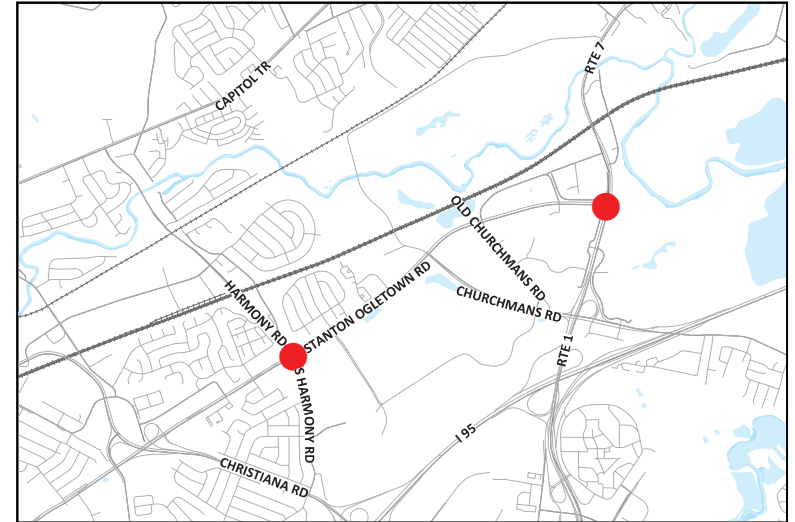 RTE 7
CAPITOL TR
OLD CHURCHMANS RD
STANTON OGLETOWN RD
HARMONY RD
CHURCHMANS RD
RTE 1
S HARMONY RD
I 95
CHRISTIANA RD